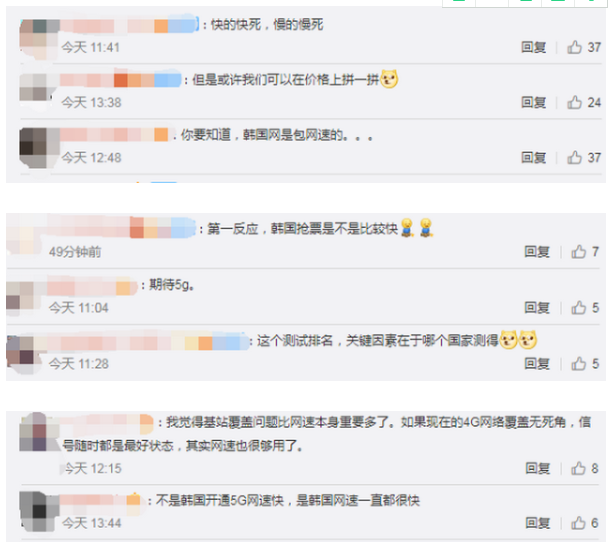 ：快的快死，慢的慢死
今天 11:41 回复 37
：但是或许我们可以在价格上拼一拼
今天 13:38 回复 24
．你要知道，韩国网是包网速的。。。
今天 12:48 回复 37
：第一反应，韩国抢票是不是比较快
49分钟前 回复 7
：期待5g。
今天 11:04 回复 5
：这个测试排名，关键因素在于哪个国家测得
今天 11:28 回复 5
：我觉得基站覆盖问题比网速本身重要多了。如果现在的4G网络覆盖无死角，信
号随时都是最好状态，其实网速也很够用了。
今天 12:15 回复 8
：不是韩国开通5G网速快，是韩国网速一直都很快
今天 13:44 回复 6